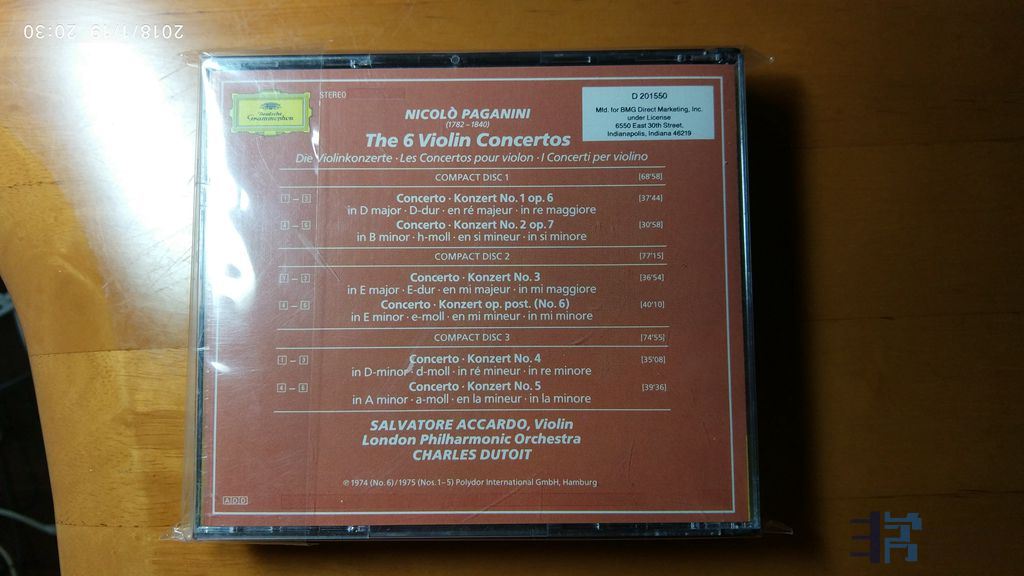 2018/1/19 20:30
Deutsche
Grammophon
STEREO
D 201550
Mfd. for BMG Direct Marketing, Inc.
under License
6550 East 30th Street,
Indianapolis, Indiana 46219
NICOLÒ PAGANINI
(1782–1840)
The 6 Violin Concertos
Die Violinkonzerte · Les Concertos pour violon · I Concerti per violino
COMPACT DISC 1 [68'58]
1 – 3 Concerto · Konzert No. 1 op. 6 [37'44]
in D major · D-dur · en ré majeur · in re maggiore
4 – 6 Concerto · Konzert No. 2 op. 7 [30'58]
in B minor · h-moll · en si mineur · in si minore
COMPACT DISC 2 [77'15]
1 – 3 Concerto · Konzert No. 3 [36'54]
in E major · E-dur · en mi majeur · in mi maggiore
4 – 6 Concerto · Konzert op. post. (No. 6) [40'10]
in E minor · e-moll · en mi mineur · in mi minore
COMPACT DISC 3 [74'55]
1 – 3 Concerto · Konzert No. 4 [35'08]
in D-minor · d-moll · in ré mineur · in re minore
4 – 6 Concerto · Konzert No. 5 [39'36]
in A minor · a-moll · en la mineur · in la minore
SALVATORE ACCARDO, Violin
London Philharmonic Orchestra
CHARLES DUTOIT
℗ 1974 (No. 6)/1975 (Nos. 1–5) Polydor International GmbH, Hamburg
ADD